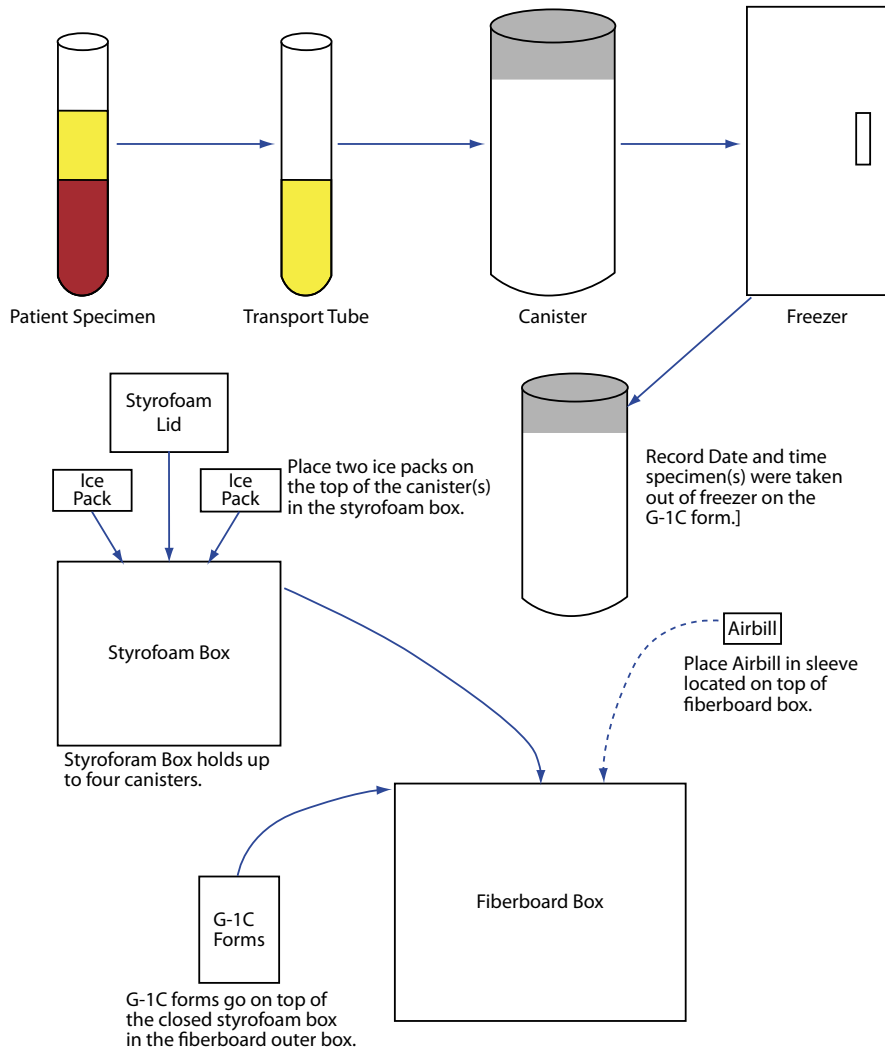 Patient Specimen
Transport Tube
Canister
Freezer
Styrofoam
Lid
Ice
Pack
Ice
Pack
Place two ice packs on
the top of the canister(s)
in the styrofoam box.
Record Date and time
specimen(s) were taken
out of freezer on the
G-1C form.]
Styrofoam Box
Styroforam Box holds up
to four canisters.
Airbill
Place Airbill in sleeve
located on top of
fiberboard box.
G-1C
Forms
G-1C forms go on top of
the closed styrofoam box
in the fiberboard outer box.
Fiberboard Box